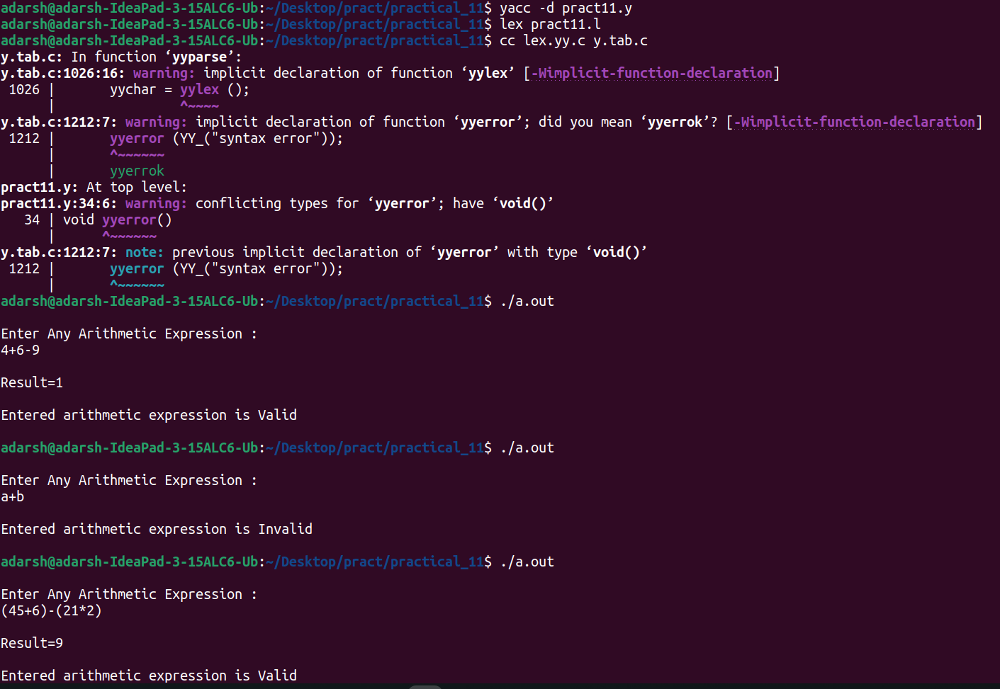 adarsh@adarsh-IdeaPad-3-15ALC6-Ub:~/Desktop/pract/practical_11$ yacc -d pract11.y
adarsh@adarsh-IdeaPad-3-15ALC6-Ub:~/Desktop/pract/practical_11$ lex pract11.l
adarsh@adarsh-IdeaPad-3-15ALC6-Ub:~/Desktop/pract/practical_11$ cc lex.yy.c y.tab.c
y.tab.c: In function ‘yyparse’:
y.tab.c:1026:16: warning: implicit declaration of function ‘yylex’ [-Wimplicit-function-declaration]
 1026 |       yychar = yylex ();
      |                ^~~~~
y.tab.c:1212:7: warning: implicit declaration of function ‘yyerror’; did you mean ‘yyerrok’? [-Wimplicit-function-declaration]
 1212 |       yyerror (YY_("syntax error"));
      |       ^~~~~~~
      |       yyerrok
pract11.y: At top level:
pract11.y:34:6: warning: conflicting types for ‘yyerror’; have ‘void()’
   34 | void yyerror()
      |      ^~~~~~~
y.tab.c:1212:7: note: previous implicit declaration of ‘yyerror’ with type ‘void()’
 1212 |       yyerror (YY_("syntax error"));
      |       ^~~~~~~
adarsh@adarsh-IdeaPad-3-15ALC6-Ub:~/Desktop/pract/practical_11$ ./a.out
Enter Any Arithmetic Expression :
4+6-9
Result=1
Entered arithmetic expression is Valid
adarsh@adarsh-IdeaPad-3-15ALC6-Ub:~/Desktop/pract/practical_11$ ./a.out
Enter Any Arithmetic Expression :
a+b
Entered arithmetic expression is Invalid
adarsh@adarsh-IdeaPad-3-15ALC6-Ub:~/Desktop/pract/practical_11$ ./a.out
Enter Any Arithmetic Expression :
(45+6)-(21*2)
Result=9
Entered arithmetic expression is Valid